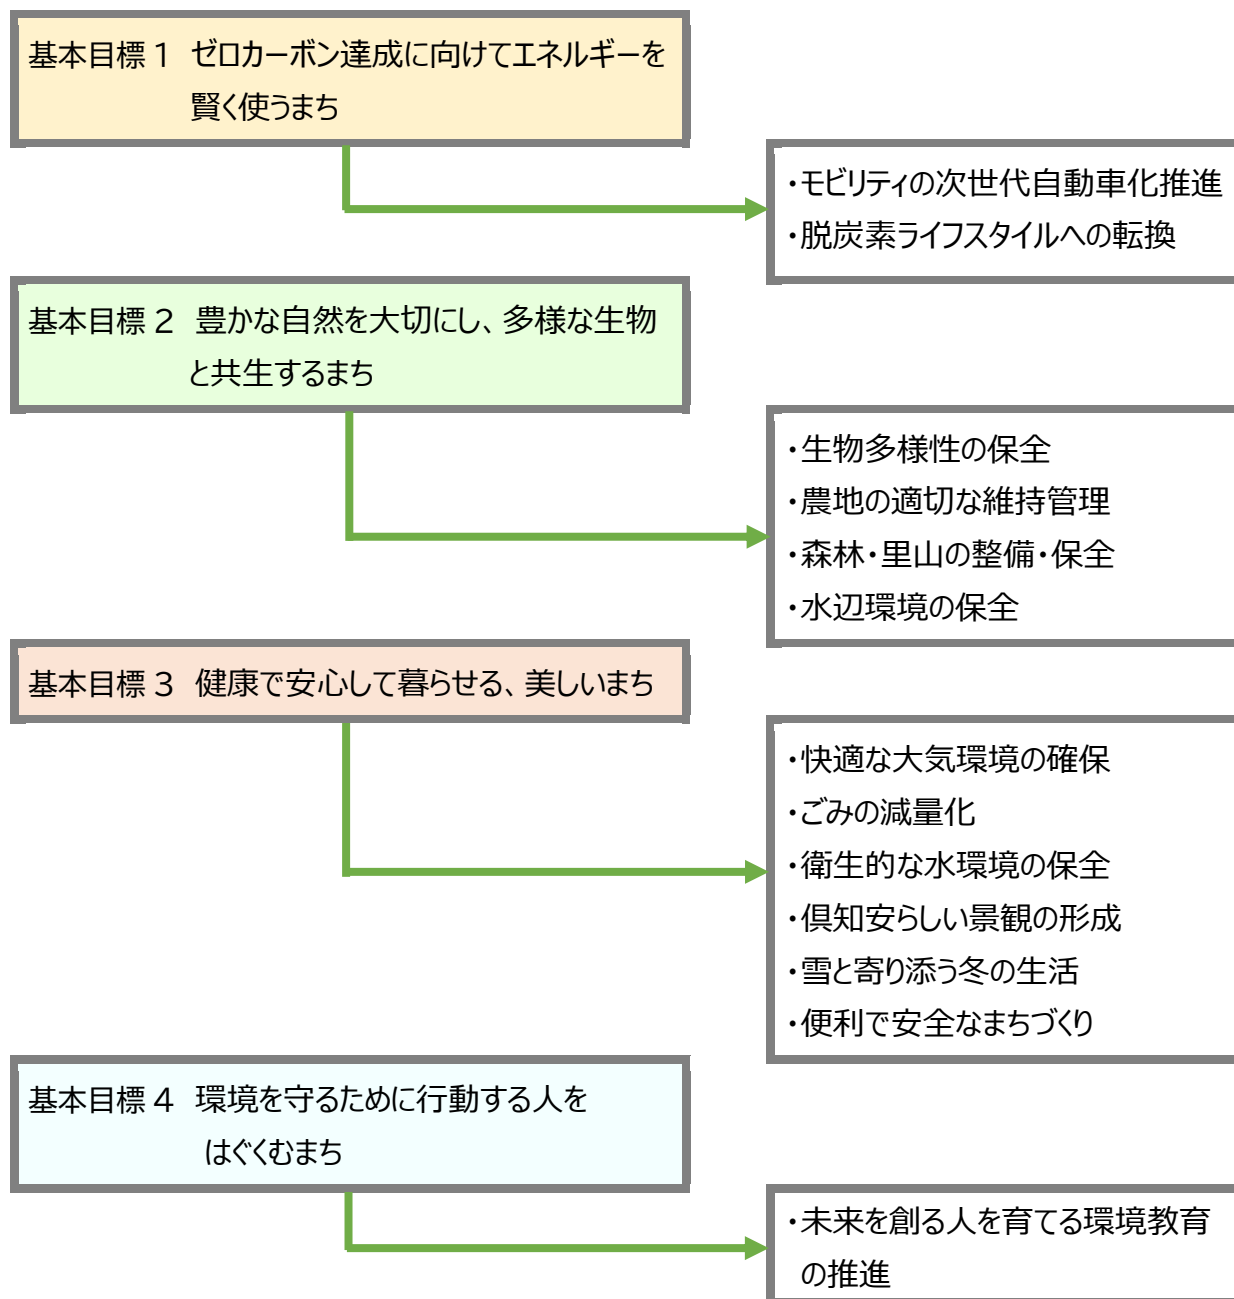 基本目標1 ゼロカーボン達成に向けてエネルギーを
賢く使うまち
・モビリティの次世代自動車化推進
・脱炭素ライフスタイルへの転換
基本目標2 豊かな自然を大切にし、多様な生物
と共生するまち
・生物多様性の保全
・農地の適切な維持管理
・森林・里山の整備・保全
・水辺環境の保全
基本目標3 健康で安心して暮らせる、美しいまち
・快適な大気環境の確保
・ごみの減量化
・衛生的な水環境の保全
・倶知安らしい景観の形成
・雪と寄り添う冬の生活
・便利で安全なまちづくり
基本目標4 環境を守るために行動する人を
はぐくむまち
・未来を創る人を育てる環境教育
の推進